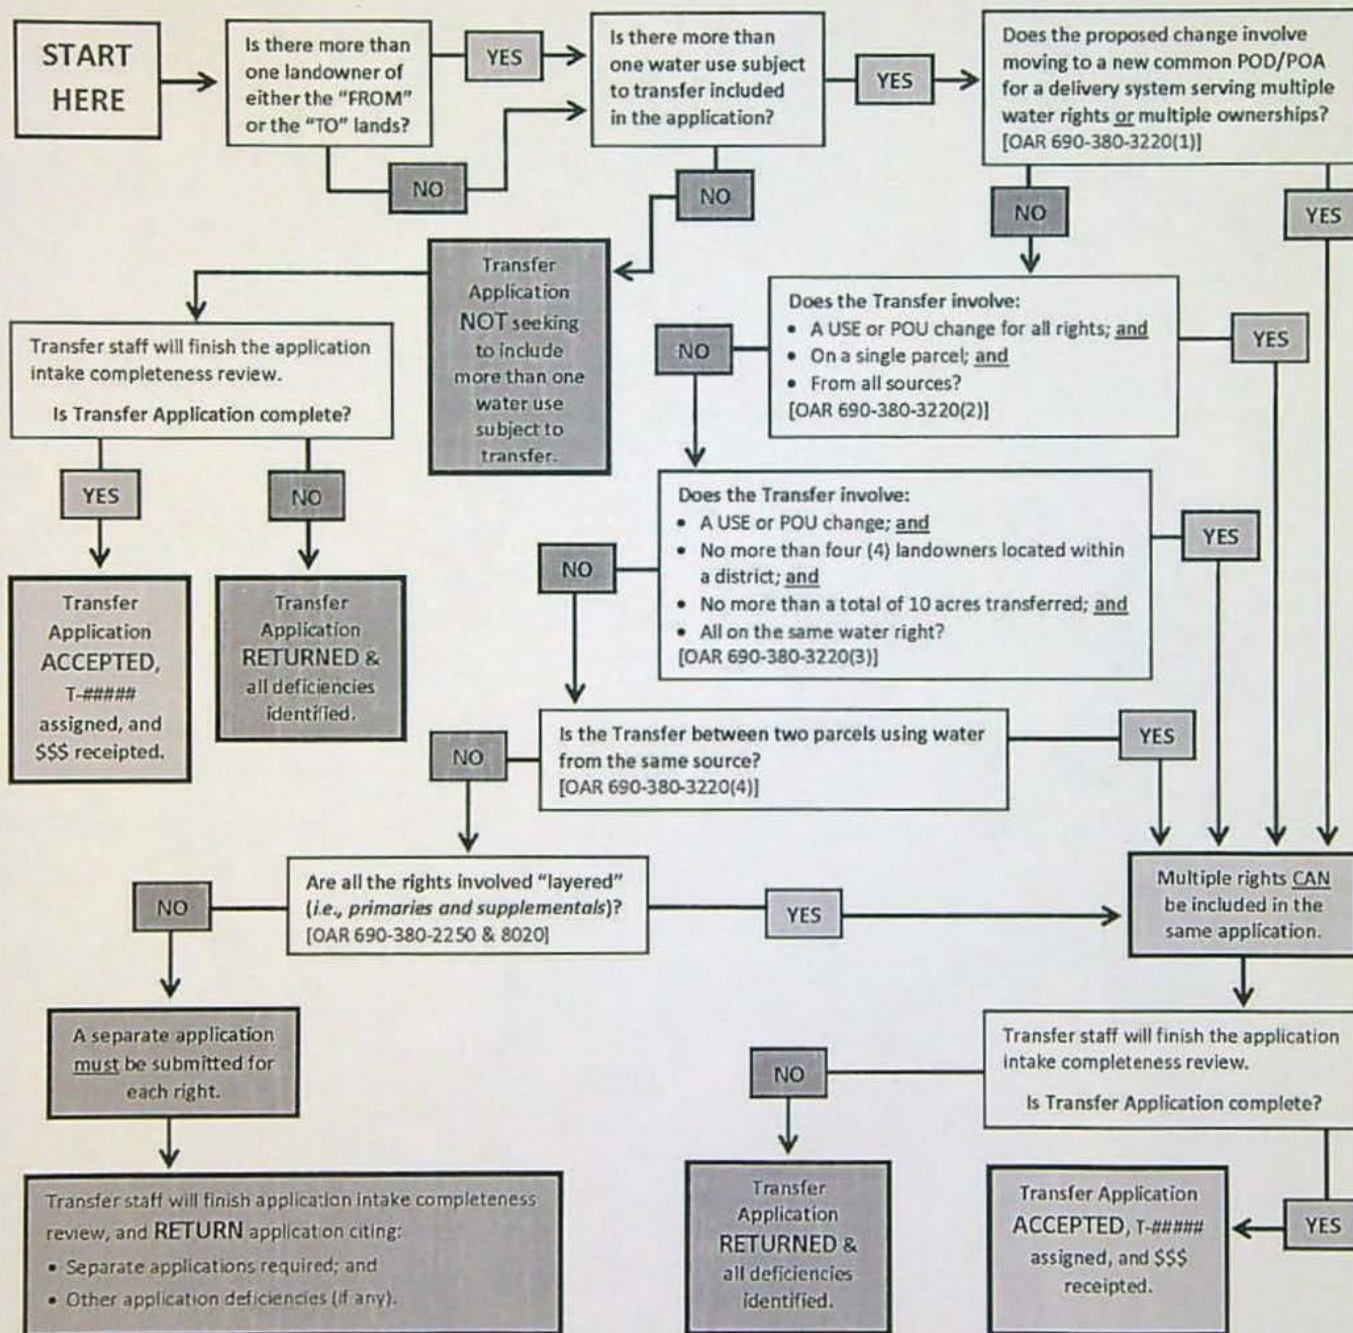 START
HERE
Is there more than
one landowner of
either the "FROM"
or the "TO" lands?
YES
NO
Is there more than
one water use subject
to transfer included
in the application?
YES
NO
Does the proposed change involve
moving to a new common POD/POA
for a delivery system serving multiple
water rights or multiple ownerships?
[OAR 690-380-3220(1)]
NO
YES
Transfer
Application
NOT seeking
to include
more than one
water use
subject to
transfer.
Transfer staff will finish the application
intake completeness review.
Is Transfer Application complete?
YES
NO
Transfer
Application
ACCEPTED,
T-#####
assigned, and
$$$ receipted.
Transfer
Application
RETURNED &
all deficiencies
identified.
Does the Transfer involve:
• A USE or POU change for all rights; and
• On a single parcel; and
• From all sources?
[OAR 690-380-3220(2)]
NO
YES
Does the Transfer involve:
• A USE or POU change; and
• No more than four (4) landowners located within
a district; and
• No more than a total of 10 acres transferred; and
• All on the same water right?
[OAR 690-380-3220(3)]
NO
YES
Is the Transfer between two parcels using water
from the same source?
[OAR 690-380-3220(4)]
NO
YES
Are all the rights involved "layered"
(i.e., primaries and supplementals)?
[OAR 690-380-2250 & 8020]
NO
YES
Multiple rights CAN
be included in the
same application.
A separate application
must be submitted for
each right.
Transfer staff will finish application intake completeness
review, and RETURN application citing:
• Separate applications required; and
• Other application deficiencies (if any).
Transfer staff will finish the application
intake completeness review.
Is Transfer Application complete?
NO
YES
Transfer
Application
RETURNED &
all deficiencies
identified.
Transfer Application
ACCEPTED, T-#####
assigned, and $$$
receipted.